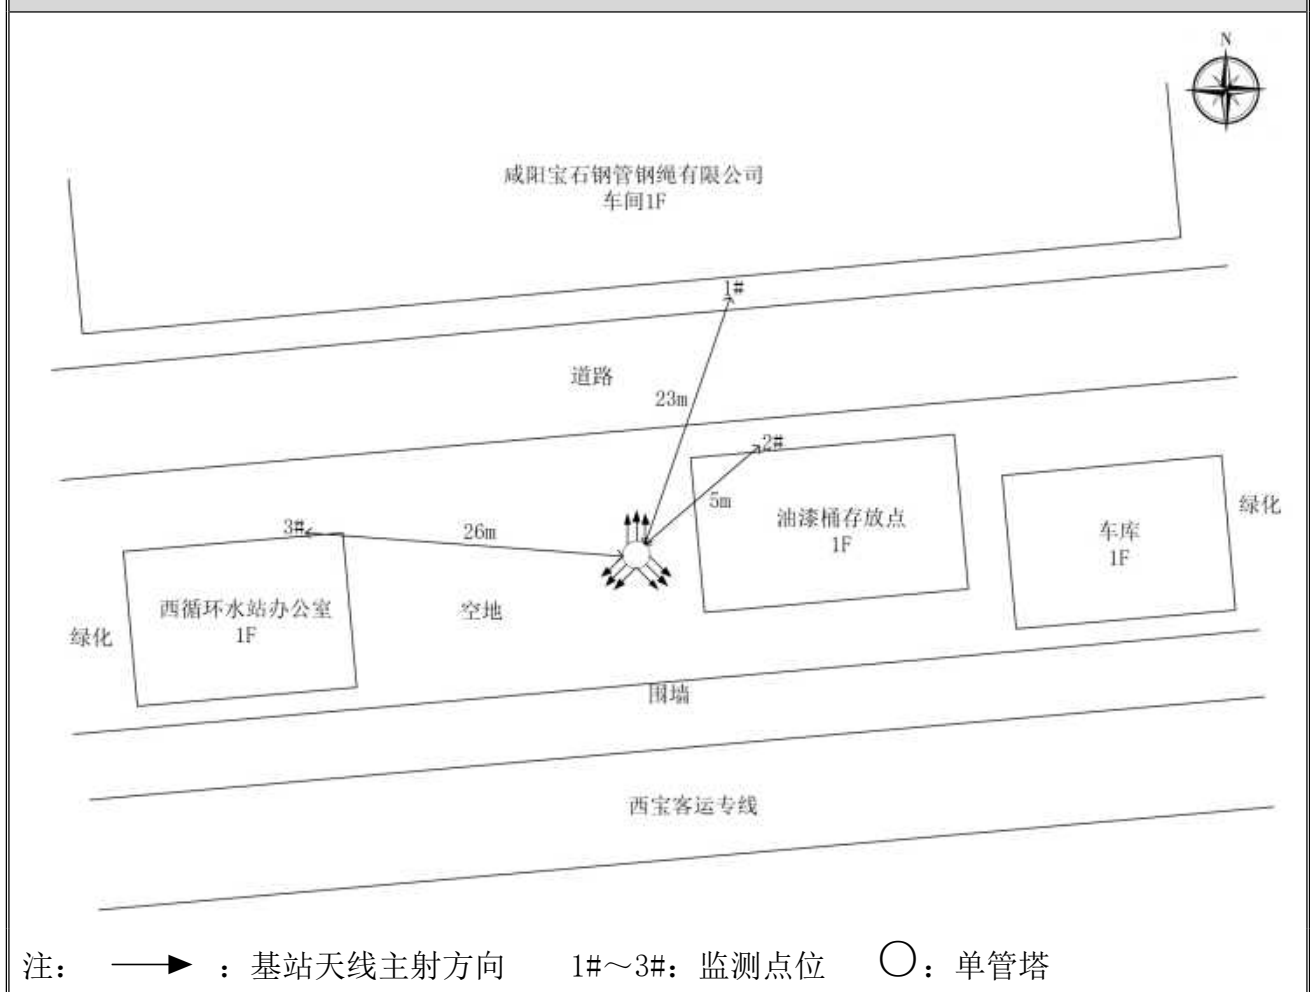 N
咸阳宝石钢管钢绳有限公司
车间1F
1#
道路
23m
2#
5m
油漆桶存放点
1F
车库
1F
绿化
3#
26m
西循环水站办公室
1F
空地
绿化
围墙
西宝客运专线
注： ：基站天线主射方向 1#～3#：监测点位 ：单管塔